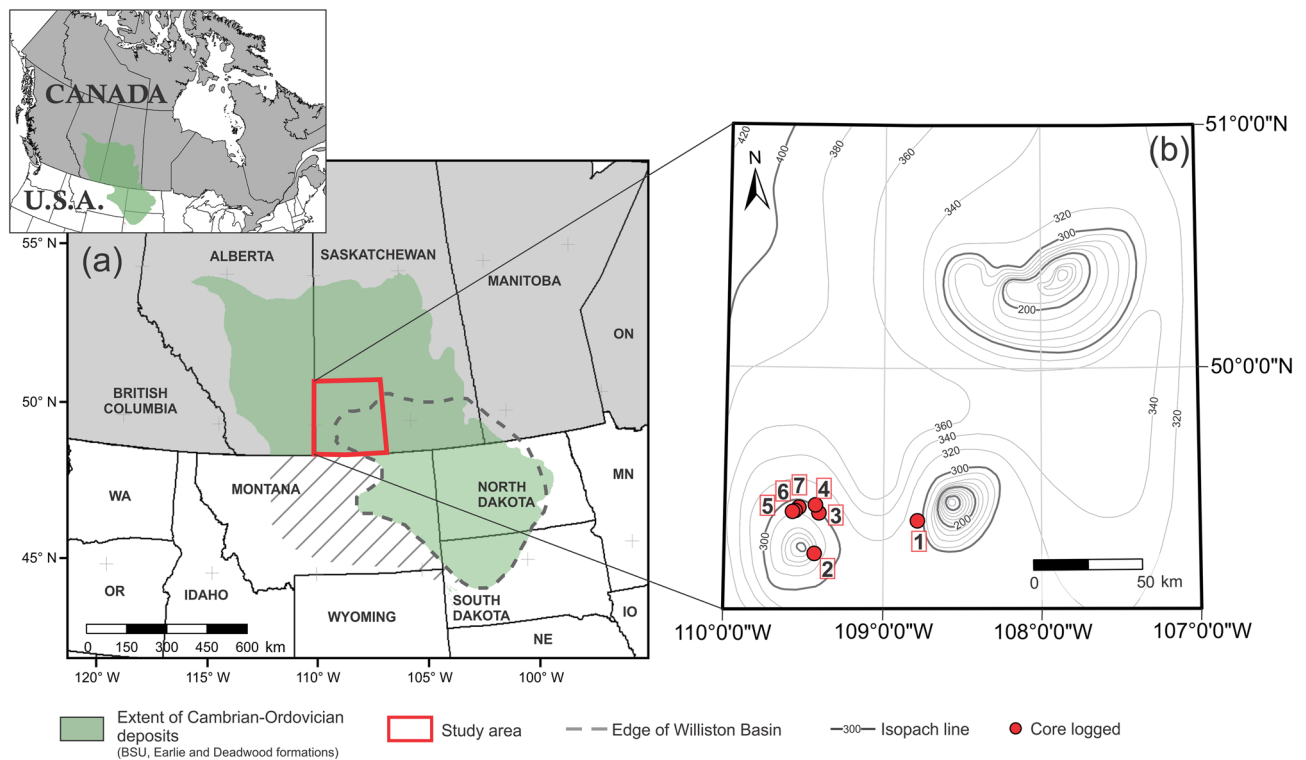 CANADA
U.S.A.
(a)
55° N
50° N
45° N
ALBERTA
SASKATCHEWAN
MANITOBA
ON
BRITISH
COLUMBIA
WA
MONTANA
NORTH
DAKOTA
MN
OR
IDAHO
WYOMING
SOUTH
DAKOTA
IO
NE
0 150 300 450 600 km
120° W 115° W 110° W 105° W 100° W
(b)
N
420
400
380
360
340
320
300
200
51°0'0"N
50°0'0"N
360
340
320
300
200
340
320
300
7
6
5
4
3
2
1
0 50 km
110°0'0"W 109°0'0"W 108°0'0"W 107°0'0"W
Extent of Cambrian-Ordovician
deposits
(BSU, Earlie and Deadwood formations)
Study area
Edge of Williston Basin
300 Isopach line
Core logged